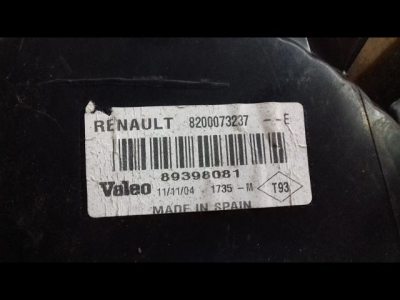 RENAULT 8200073237 --E
89398081
Valeo 11/11/04 1735-M T93
MADE IN SPAIN